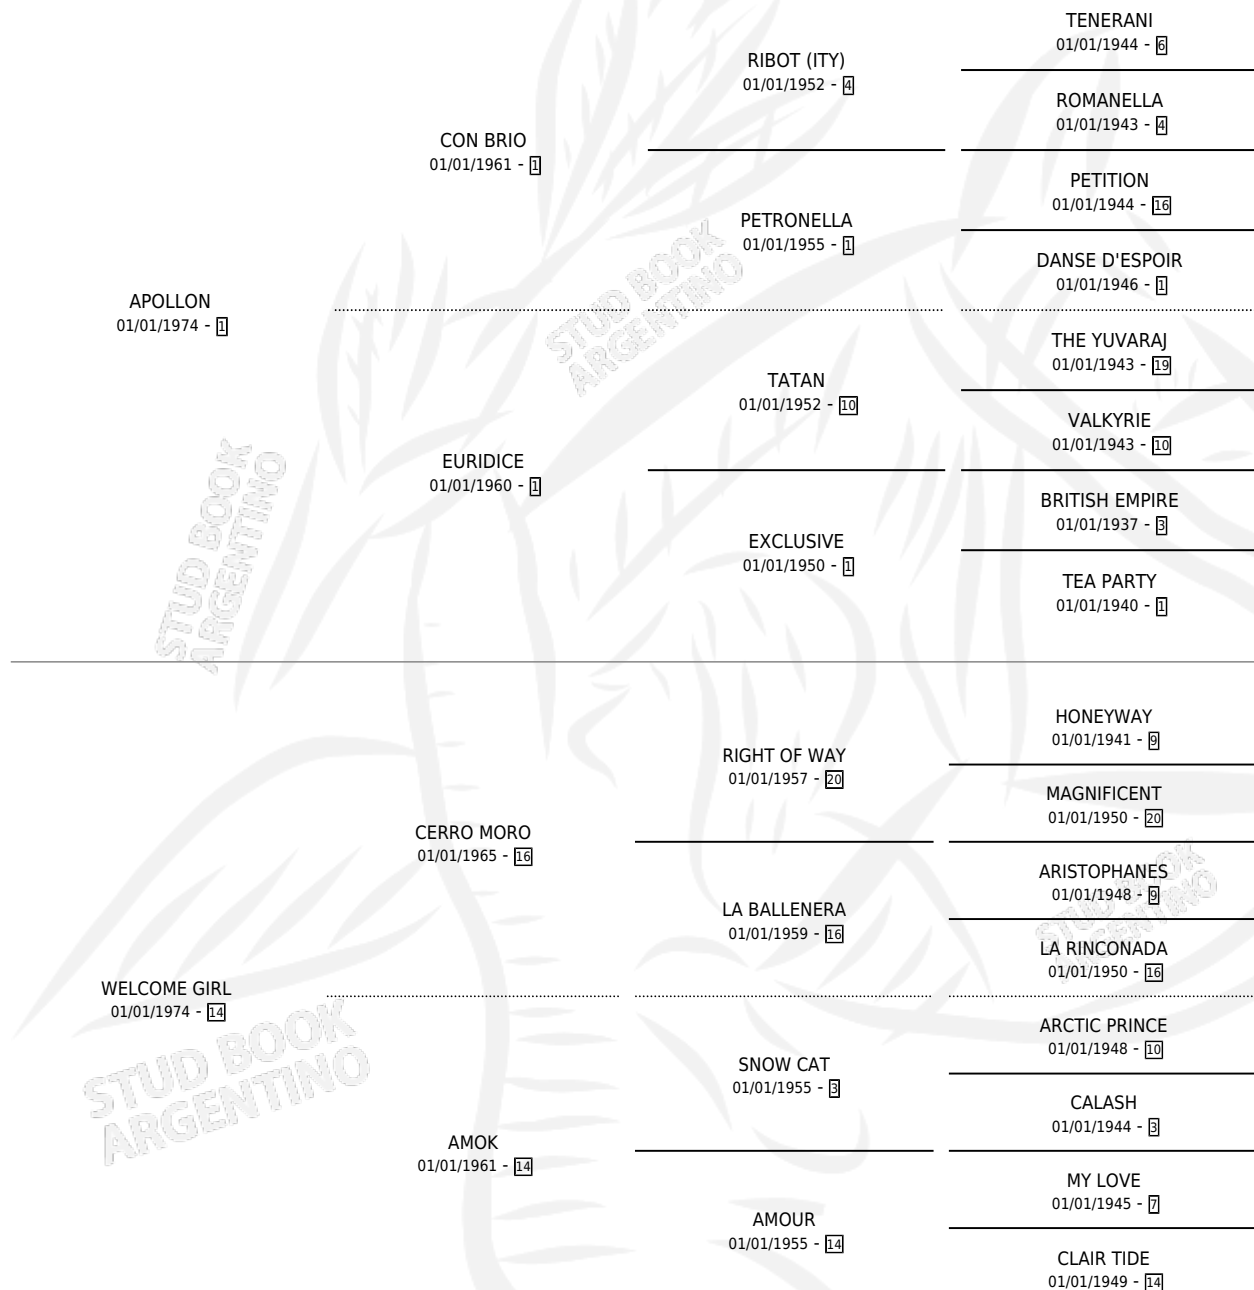 TENERANI
01/01/1944 - 6
RIBOT (ITY)
01/01/1952 - 4
ROMANELLA
01/01/1943 - 4
CON BRIO
01/01/1961 - 1
PETITION
01/01/1944 - 16
PETRONELLA
01/01/1955 - 1
DANSE D'ESPOIR
01/01/1946 - 1
APOLLON
01/01/1974 - 1
STUD BOOK
ARGENTINO
THE YUVARAJ
01/01/1943 - 19
TATAN
01/01/1952 - 10
VALKYRIE
01/01/1943 - 10
EURIDICE
01/01/1960 - 1
BRITISH EMPIRE
01/01/1937 - 3
EXCLUSIVE
01/01/1950 - 1
TEA PARTY
01/01/1940 - 1
STUD BOOK
ARGENTINO
HONEYWAY
01/01/1941 - 9
RIGHT OF WAY
01/01/1957 - 20
MAGNIFICENT
01/01/1950 - 20
CERRO MORO
01/01/1965 - 16
ARISTOPHANES
01/01/1948 - 9
STUD BOOK
ARGENTINO
LA BALLENERA
01/01/1959 - 16
LA RINCONADA
01/01/1950 - 16
WELCOME GIRL
01/01/1974 - 14
ARCTIC PRINCE
01/01/1948 - 10
STUD BOOK
ARGENTINO
SNOW CAT
01/01/1955 - 3
CALASH
01/01/1944 - 3
AMOK
01/01/1961 - 14
MY LOVE
01/01/1945 - 7
AMOUR
01/01/1955 - 14
CLAIR TIDE
01/01/1949 - 14